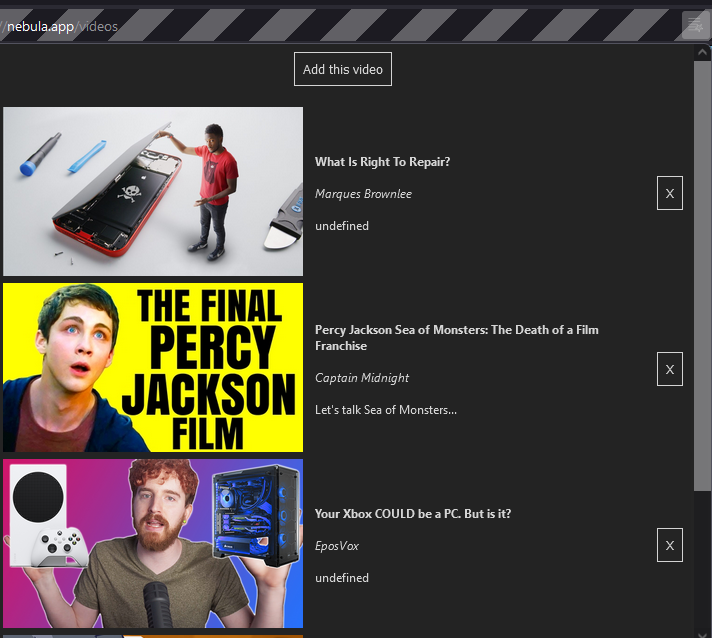 //nebula.app/videos
Add this video
What Is Right To Repair?
Marques Brownlee
X
undefined
THE FINAL
PERCY
JACKSON
FILM
Percy Jackson Sea of Monsters: The Death of a Film
Franchise
Captain Midnight
X
Let's talk Sea of Monsters...
Your Xbox COULD be a PC. But is it?
EposVox
X
undefined